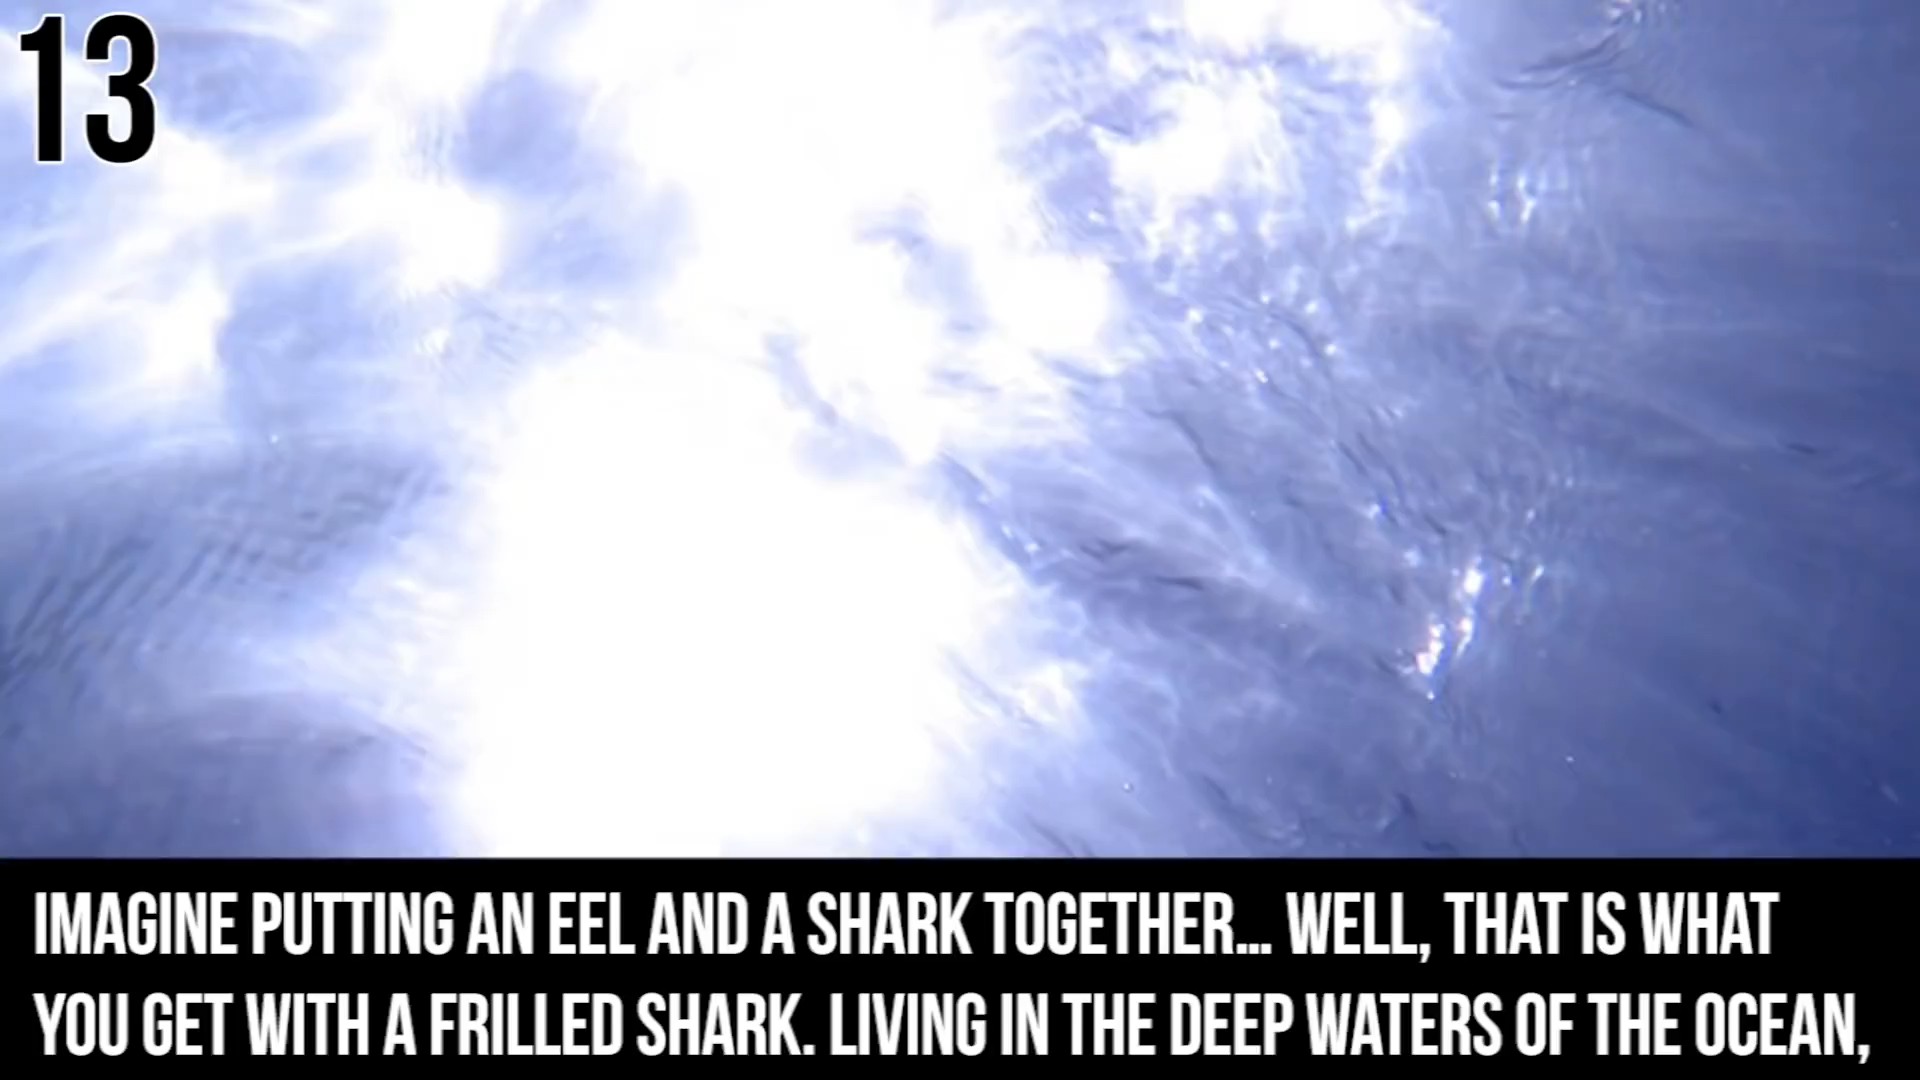 13
IMAGINE PUTTING AN EEL AND A SHARK TOGETHER... WELL, THAT IS WHAT
YOU GET WITH A FRILLED SHARK. LIVING IN THE DEEP WATERS OF THE OCEAN,